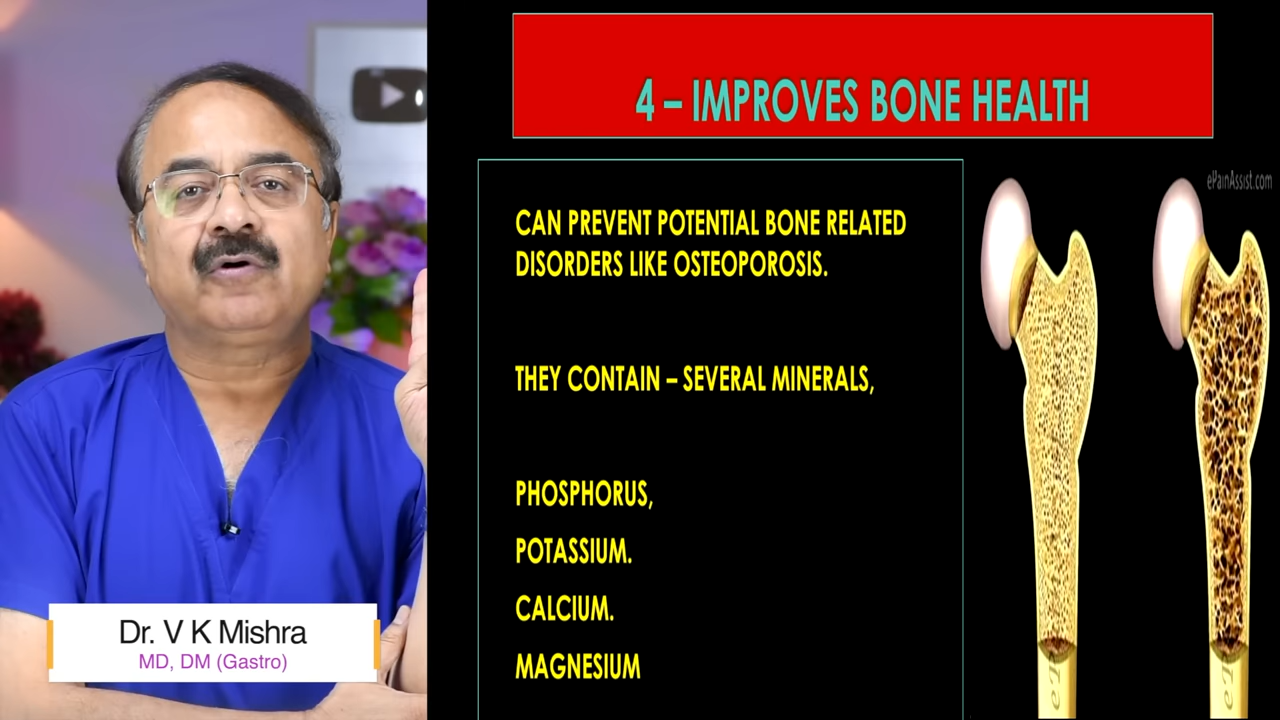 4 – IMPROVES BONE HEALTH
ePainAssist.com
CAN PREVENT POTENTIAL BONE RELATED
DISORDERS LIKE OSTEOPOROSIS.
THEY CONTAIN – SEVERAL MINERALS,
PHOSPHORUS,
POTASSIUM.
CALCIUM.
MAGNESIUM
Dr. V K Mishra
MD, DM (Gastro)